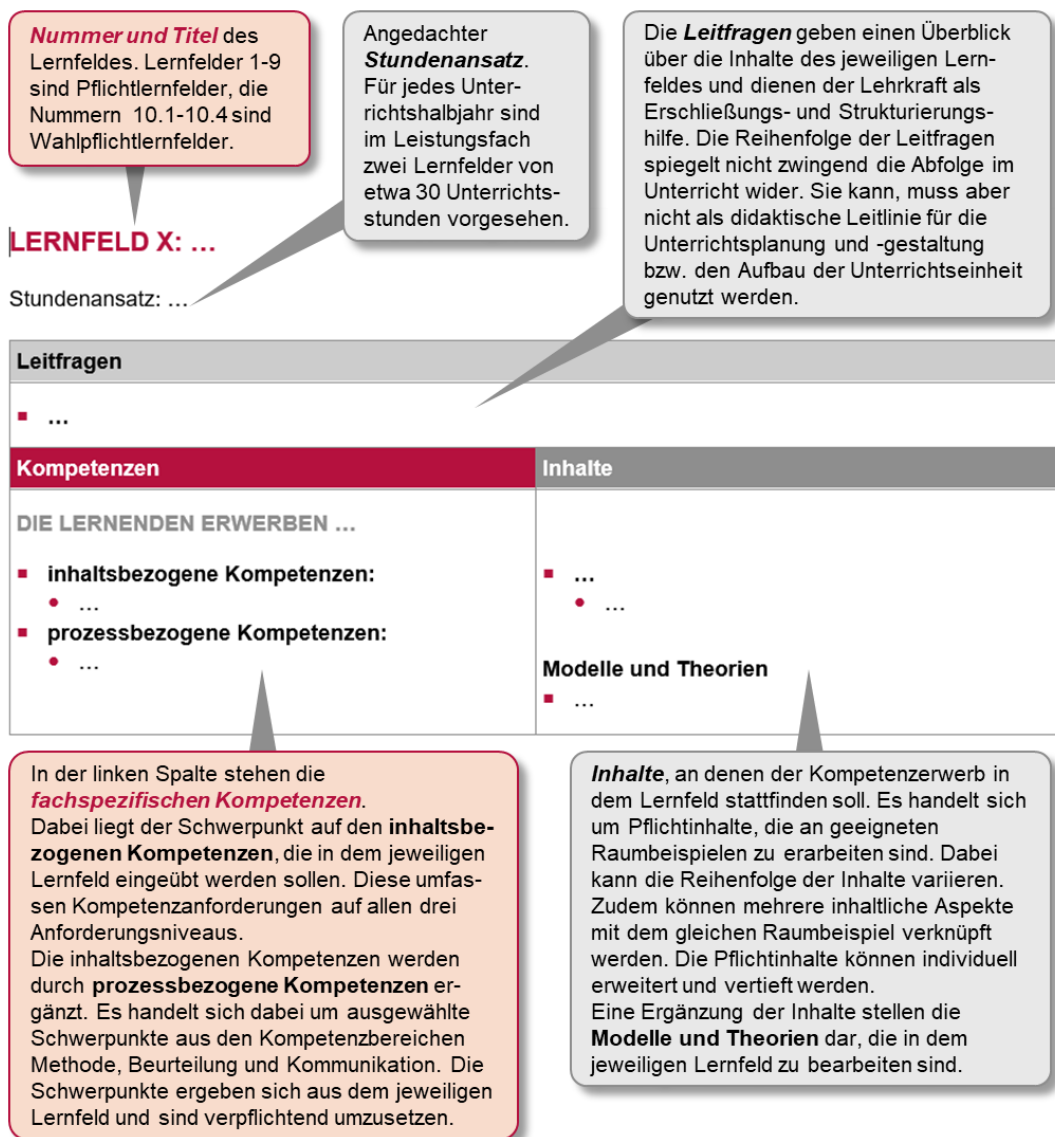 Nummer und Titel des
Lernfeldes. Lernfelder 1-9
sind Pflichtlernfelder, die
Nummern 10.1-10.4 sind
Wahlpflichtlernfelder.
Angedachter
Stundenansatz.
Für jedes Unter-
richtshalbjahr sind
im Leistungsfach
zwei Lernfelder von
etwa 30 Unterrichts-
stunden vorgesehen.
Die Leitfragen geben einen Überblick
über die Inhalte des jeweiligen Lern-
feldes und dienen der Lehrkraft als
Erschließungs- und Strukturierungs-
hilfe. Die Reihenfolge der Leitfragen
spiegelt nicht zwingend die Abfolge im
Unterricht wider. Sie kann, muss aber
nicht als didaktische Leitlinie für die
Unterrichtsplanung und -gestaltung
bzw. den Aufbau der Unterrichtseinheit
genutzt werden.
LERNFELD X: ...
Stundenansatz: ...
Leitfragen
▪ ...
Kompetenzen
Inhalte
DIE LERNENDEN ERWERBEN ...
▪ inhaltsbezogene Kompetenzen:
• ...
▪ prozessbezogene Kompetenzen:
• ...
▪ ...
• ...
Modelle und Theorien
▪ ...
In der linken Spalte stehen die
fachspezifischen Kompetenzen.
Dabei liegt der Schwerpunkt auf den inhaltsbe-
zogenen Kompetenzen, die in dem jeweiligen
Lernfeld eingeübt werden sollen. Diese umfas-
sen Kompetenzanforderungen auf allen drei
Anforderungsniveaus.
Die inhaltsbezogenen Kompetenzen werden
durch prozessbezogene Kompetenzen er-
gänzt. Es handelt sich dabei um ausgewählte
Schwerpunkte aus den Kompetenzbereichen
Methode, Beurteilung und Kommunikation. Die
Schwerpunkte ergeben sich aus dem jeweiligen
Lernfeld und sind verpflichtend umzusetzen.
Inhalte, an denen der Kompetenzerwerb in
dem Lernfeld stattfinden soll. Es handelt sich
um Pflichtinhalte, die an geeigneten
Raumbeispielen zu erarbeiten sind. Dabei
kann die Reihenfolge der Inhalte variieren.
Zudem können mehrere inhaltliche Aspekte
mit dem gleichen Raumbeispiel verknüpft
werden. Die Pflichtinhalte können individuell
erweitert und vertieft werden.
Eine Ergänzung der Inhalte stellen die
Modelle und Theorien dar, die in dem
jeweiligen Lernfeld zu bearbeiten sind.